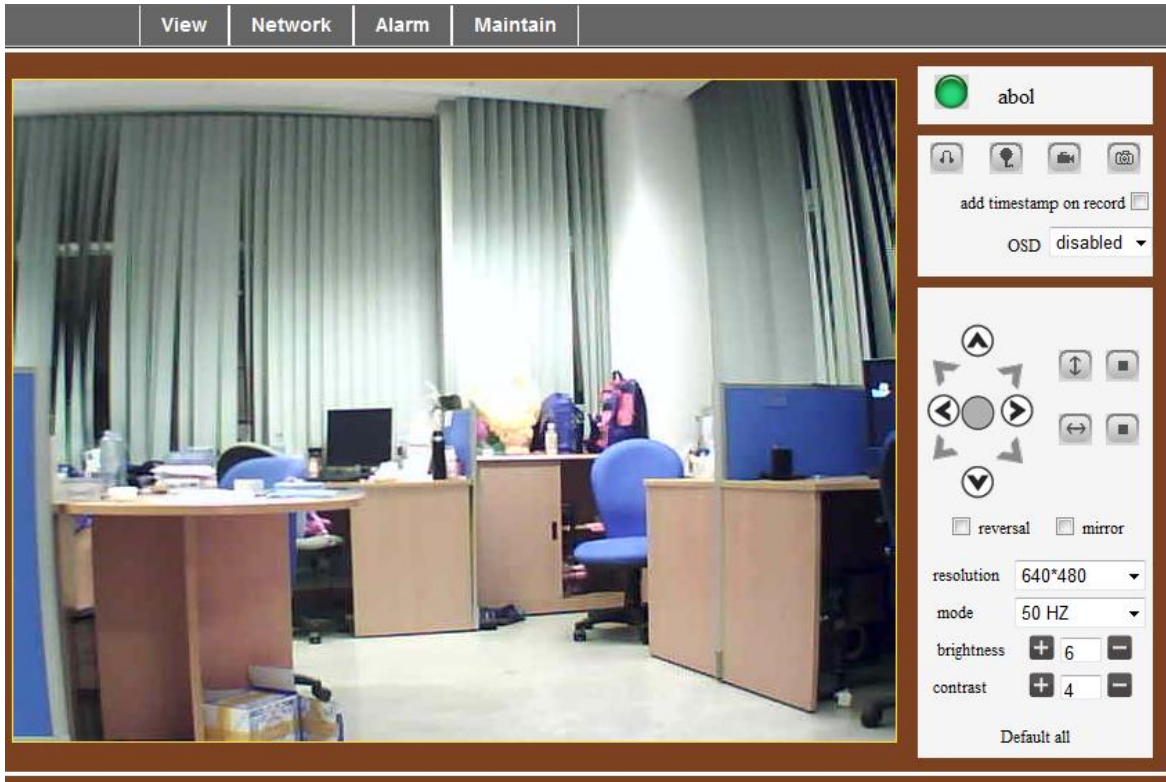 View Network Alarm Maintain
abol
add timestamp on record
OSD disabled
reversal mirror
resolution 640*480
mode 50 HZ
brightness 6
contrast 4
Default all